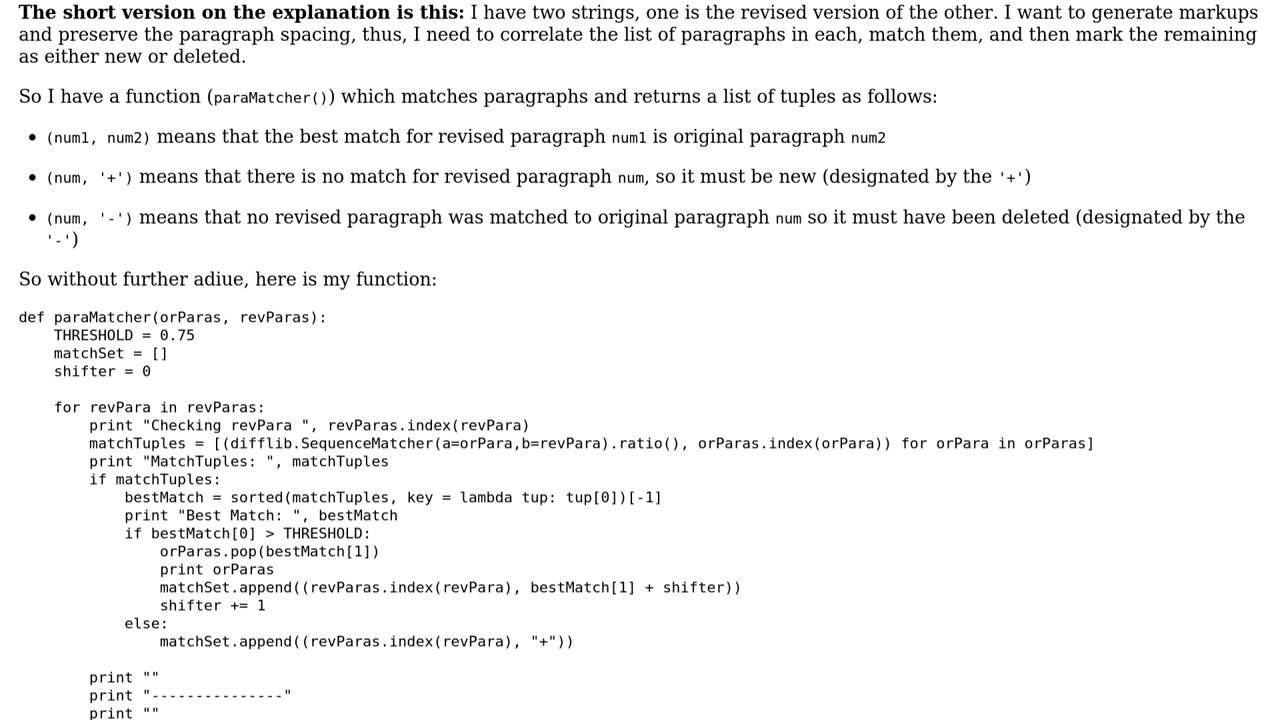 The short version on the explanation is this: I have two strings, one is the revised version of the other. I want to generate markups
and preserve the paragraph spacing, thus, I need to correlate the list of paragraphs in each, match them, and then mark the remaining
as either new or deleted.
So I have a function (paraMatcher()) which matches paragraphs and returns a list of tuples as follows:
• (num1, num2) means that the best match for revised paragraph num1 is original paragraph num2
• (num, '+') means that there is no match for revised paragraph num, so it must be new (designated by the '+')
• (num, '-') means that no revised paragraph was matched to original paragraph num so it must have been deleted (designated by the
'-')
So without further adiue, here is my function:
def paraMatcher(orParas, revParas):
    THRESHOLD = 0.75
    matchSet = []
    shifter = 0
    for revPara in revParas:
        print "Checking revPara ", revParas.index(revPara)
        matchTuples = [(difflib.SequenceMatcher(a=orPara,b=revPara).ratio(), orParas.index(orPara)) for orPara in orParas]
        print "MatchTuples: ", matchTuples
        if matchTuples:
            bestMatch = sorted(matchTuples, key = lambda tup: tup[0])[-1]
            print "Best Match: ", bestMatch
            if bestMatch[0] > THRESHOLD:
                orParas.pop(bestMatch[1])
                print orParas
                matchSet.append((revParas.index(revPara), bestMatch[1] + shifter))
                shifter += 1
            else:
                matchSet.append((revParas.index(revPara), "+"))
        print ""
        print "---------------"
        print ""